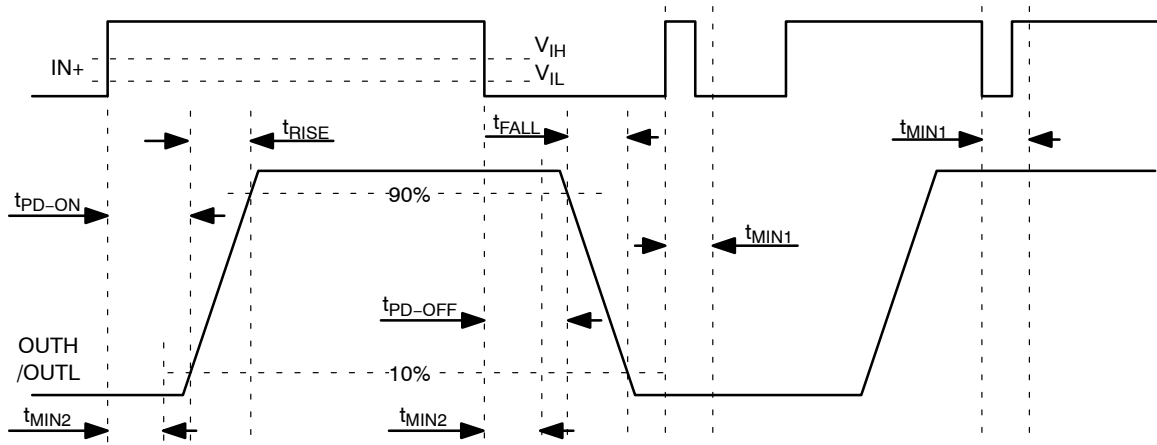 V_IH
IN+
V_IL
t_RISE
t_FALL
t_MIN1
90%
t_PD–ON
t_MIN1
t_PD–OFF
OUTH
/OUTL
10%
t_MIN2
t_MIN2